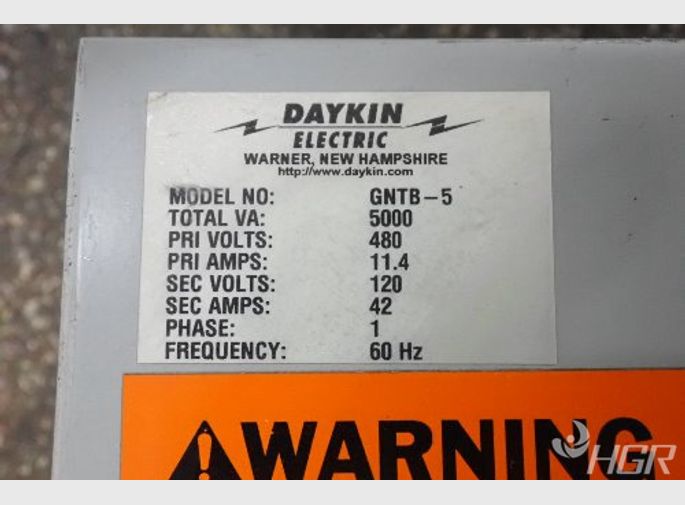 DAYKIN
ELECTRIC
WARNER, NEW HAMPSHIRE
http://www.daykin.com
MODEL NO: GNTB-5
TOTAL VA: 5000
PRI VOLTS: 480
PRI AMPS: 11.4
SEC VOLTS: 120
SEC AMPS: 42
PHASE: 1
FREQUENCY: 60 Hz
WARNING
HGR